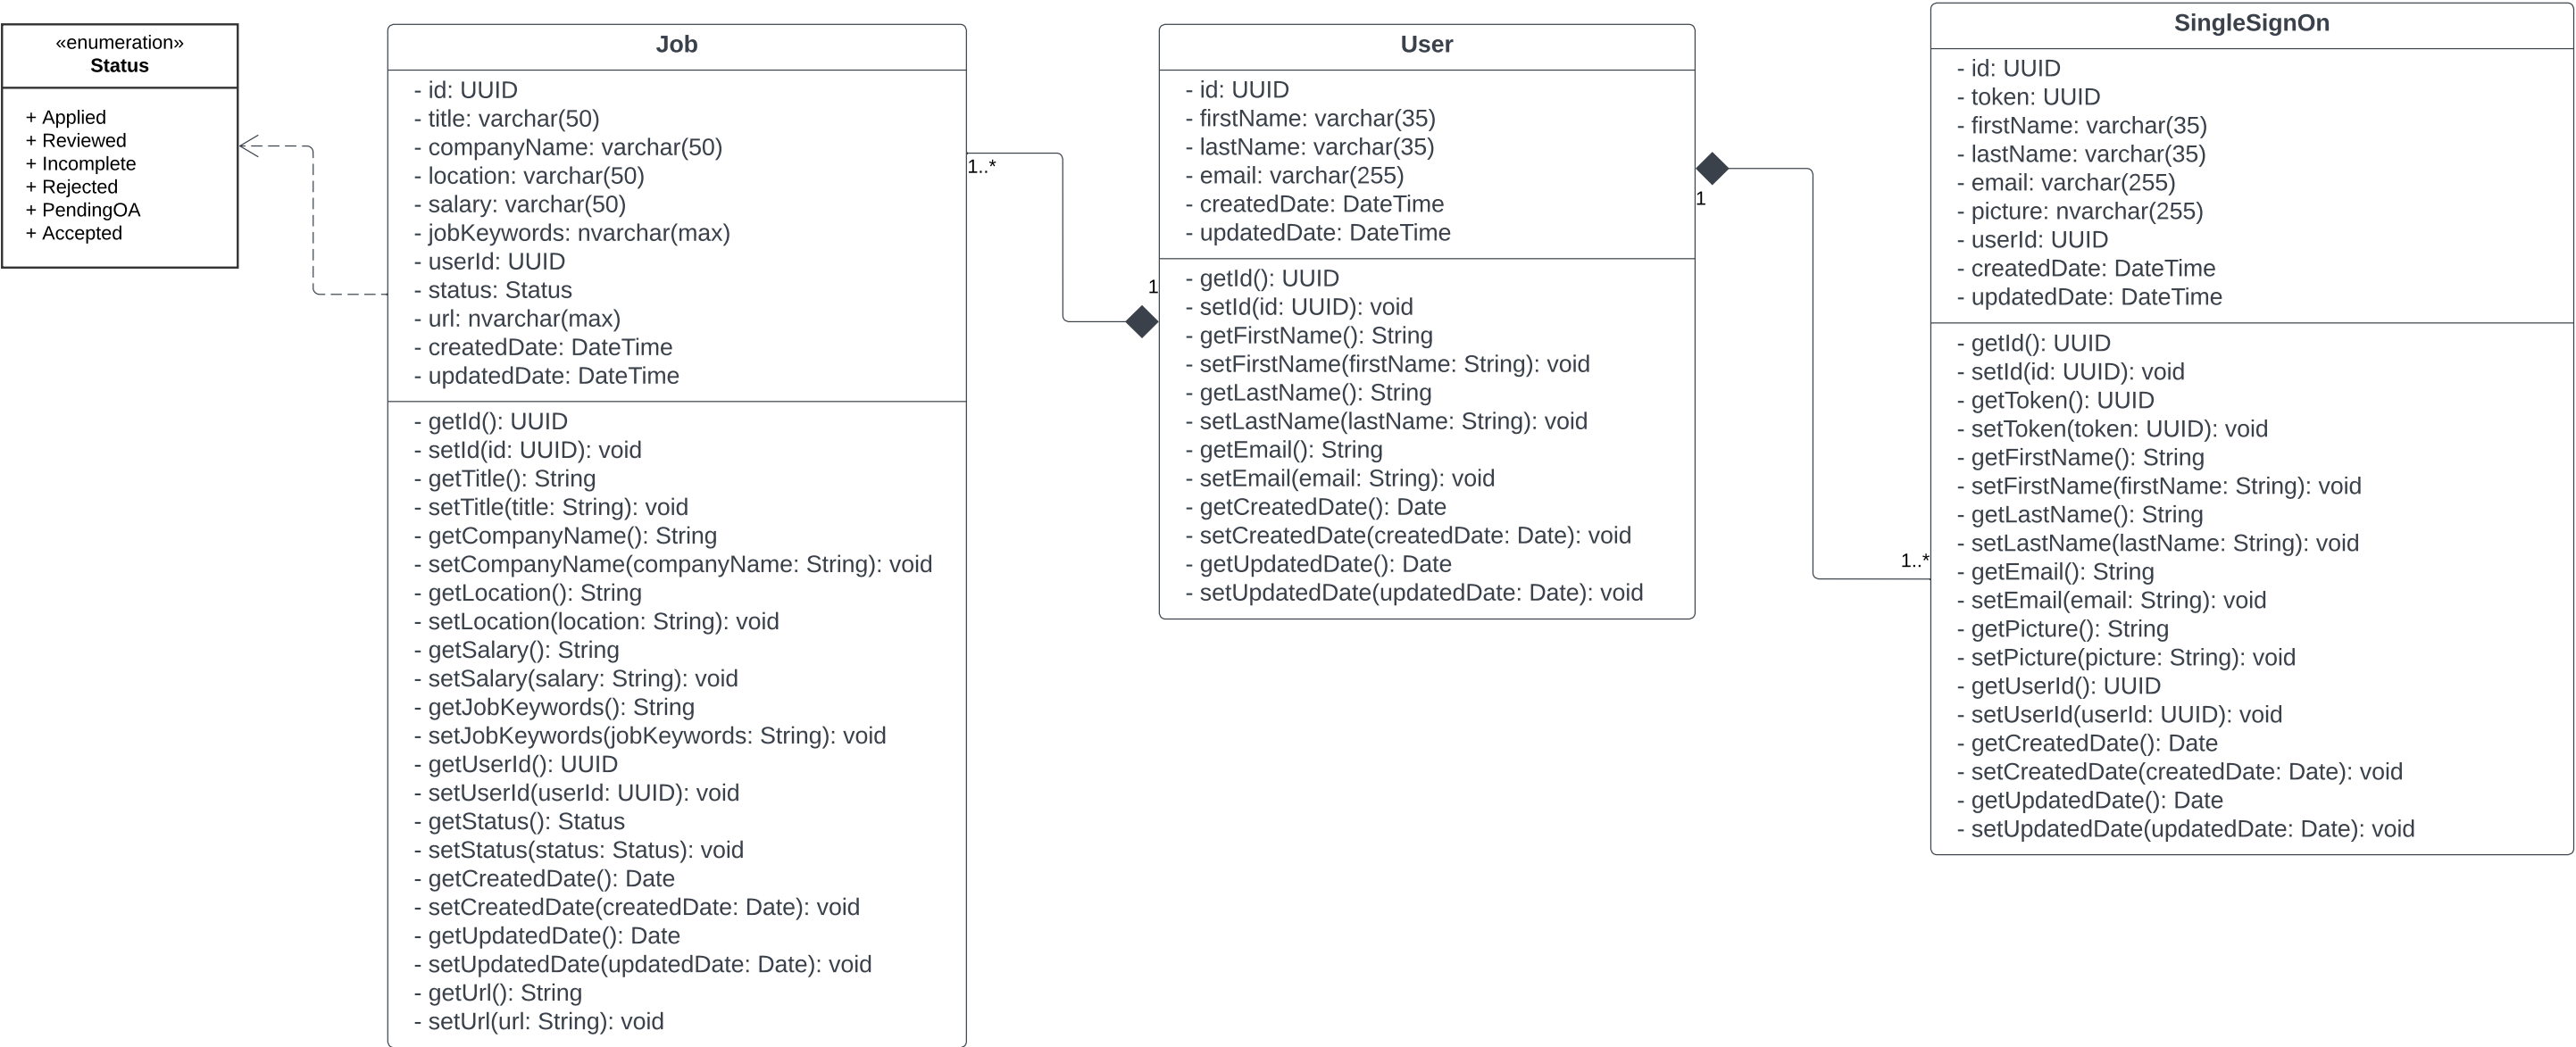 «enumeration»
Status
+ Applied
+ Reviewed
+ Incomplete
+ Rejected
+ PendingOA
+ Accepted
Job
- id: UUID
- title: varchar(50)
- companyName: varchar(50)
- location: varchar(50)
- salary: varchar(50)
- jobKeywords: nvarchar(max)
- userId: UUID
- status: Status
- url: nvarchar(max)
- createdDate: DateTime
- updatedDate: DateTime
- getId(): UUID
- setId(id: UUID): void
- getTitle(): String
- setTitle(title: String): void
- getCompanyName(): String
- setCompanyName(companyName: String): void
- getLocation(): String
- setLocation(location: String): void
- getSalary(): String
- setSalary(salary: String): void
- getJobKeywords(): String
- setJobKeywords(jobKeywords: String): void
- getUserId(): UUID
- setUserId(userId: UUID): void
- getStatus(): Status
- setStatus(status: Status): void
- getCreatedDate(): Date
- setCreatedDate(createdDate: Date): void
- getUpdatedDate(): Date
- setUpdatedDate(updatedDate: Date): void
- getUrl(): String
- setUrl(url: String): void
1..*
1
User
- id: UUID
- firstName: varchar(35)
- lastName: varchar(35)
- email: varchar(255)
- createdDate: DateTime
- updatedDate: DateTime
- getId(): UUID
- setId(id: UUID): void
- getFirstName(): String
- setFirstName(firstName: String): void
- getLastName(): String
- setLastName(lastName: String): void
- getEmail(): String
- setEmail(email: String): void
- getCreatedDate(): Date
- setCreatedDate(createdDate: Date): void
- getUpdatedDate(): Date
- setUpdatedDate(updatedDate: Date): void
1
1..*
SingleSignOn
- id: UUID
- token: UUID
- firstName: varchar(35)
- lastName: varchar(35)
- email: varchar(255)
- picture: nvarchar(255)
- userId: UUID
- createdDate: DateTime
- updatedDate: DateTime
- getId(): UUID
- setId(id: UUID): void
- getToken(): UUID
- setToken(token: UUID): void
- getFirstName(): String
- setFirstName(firstName: String): void
- getLastName(): String
- setLastName(lastName: String): void
- getEmail(): String
- setEmail(email: String): void
- getPicture(): String
- setPicture(picture: String): void
- getUserId(): UUID
- setUserId(userId: UUID): void
- getCreatedDate(): Date
- setCreatedDate(createdDate: Date): void
- getUpdatedDate(): Date
- setUpdatedDate(updatedDate: Date): void